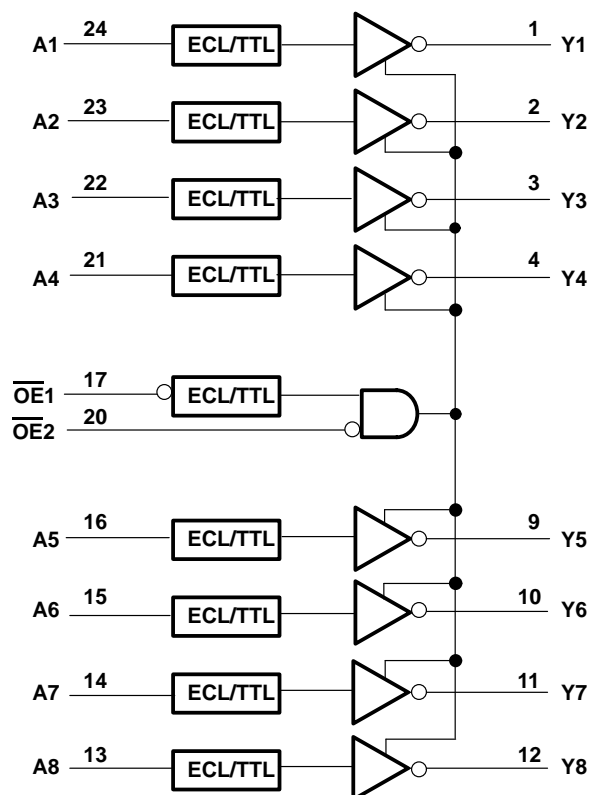 A1 24 ECL/TTL 1 Y1
A2 23 ECL/TTL 2 Y2
A3 22 ECL/TTL 3 Y3
A4 21 ECL/TTL 4 Y4
O̅E̅1 17 ECL/TTL
O̅E̅2 20
A5 16 ECL/TTL 9 Y5
A6 15 ECL/TTL 10 Y6
A7 14 ECL/TTL 11 Y7
A8 13 ECL/TTL 12 Y8